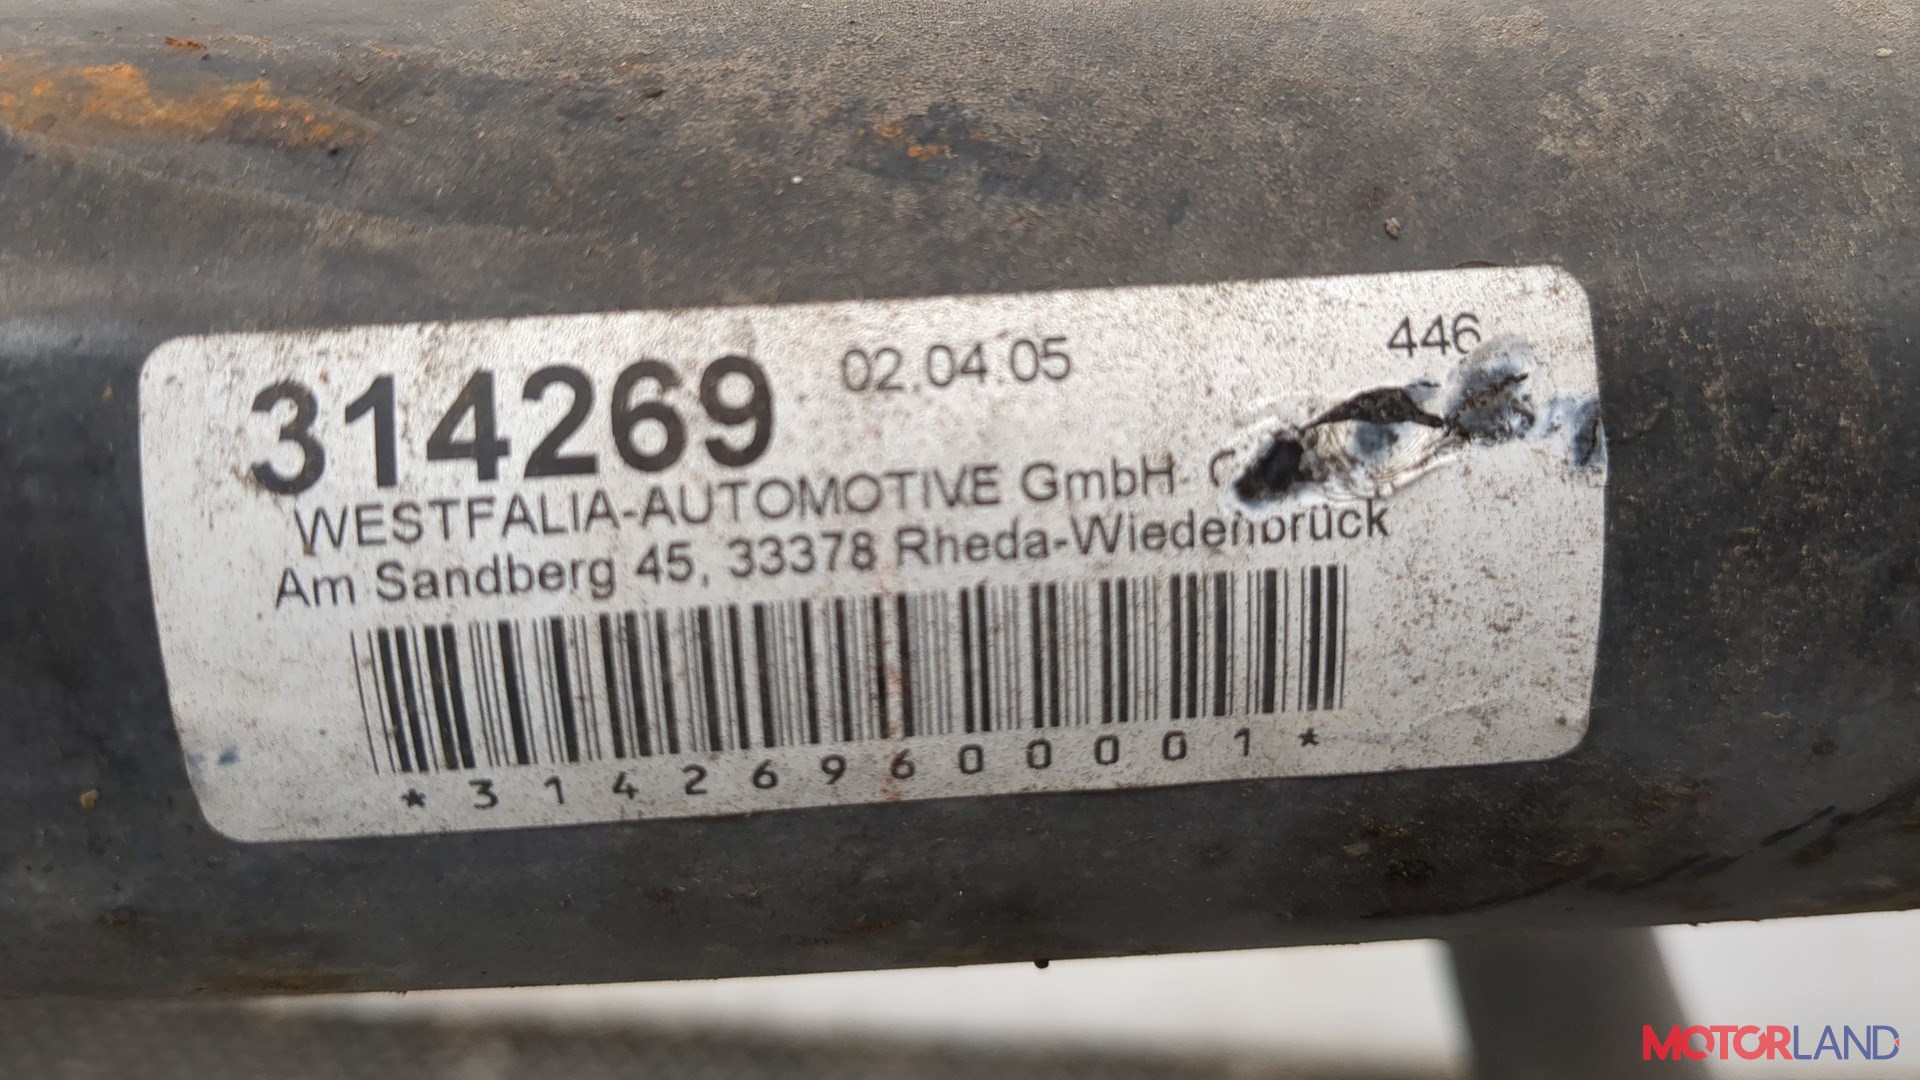 314269 02.04.05 446
WESTFALIA-AUTOMOTIVE GmbH
Am Sandberg 45, 33378 Rheda-Wiedenbrück
*314269600001*
MOTORLAND